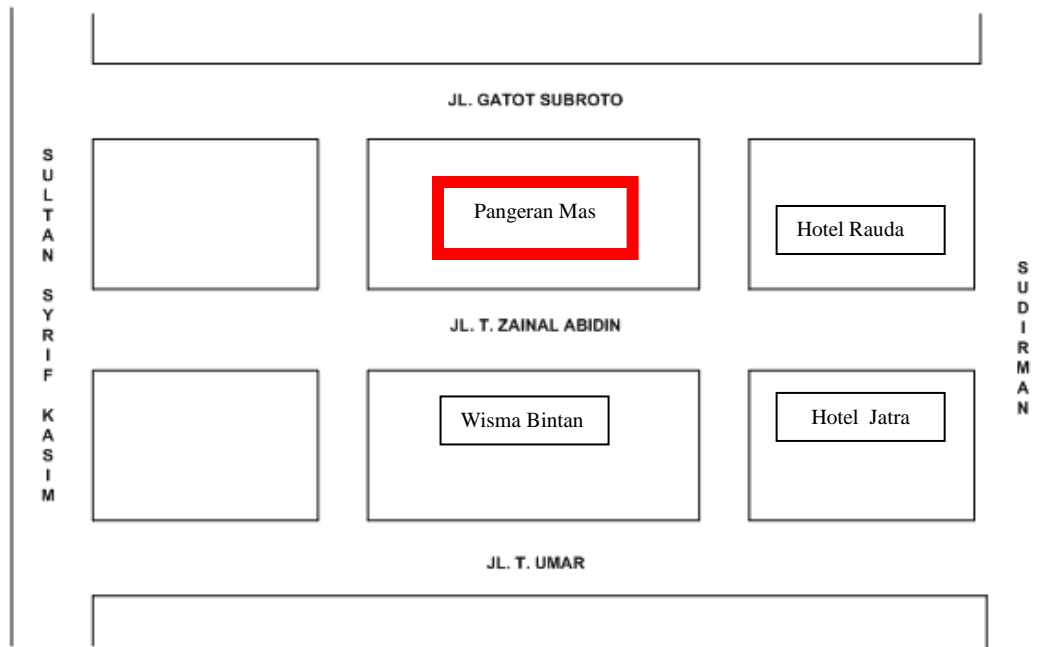 JL. GATOT SUBROTO
SULTAN SYRIF KASIM
Pangeran Mas
Hotel Rauda
SUDIRMAN
JL. T. ZAINAL ABIDIN
Wisma Bintan
Hotel Jatra
JL. T. UMAR